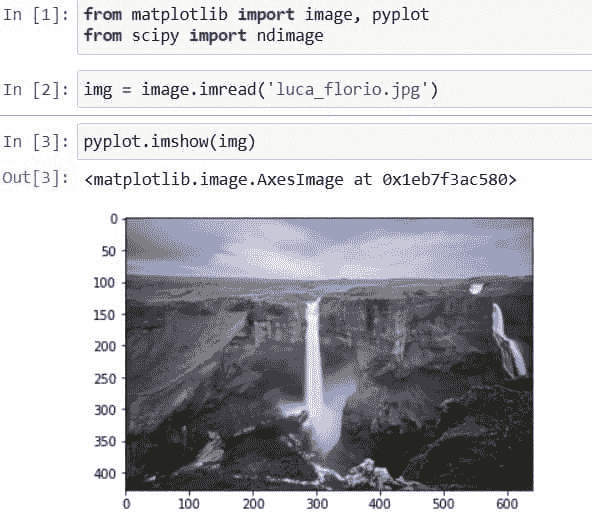 In [1]: from matplotlib import image, pyplot
from scipy import ndimage
In [2]: img = image.imread('luca_florio.jpg')
In [3]: pyplot.imshow(img)
Out[3]: <matplotlib.image.AxesImage at 0x1eb7f3ac580>
0
50
100
150
200
250
300
350
400
0 100 200 300 400 500 600